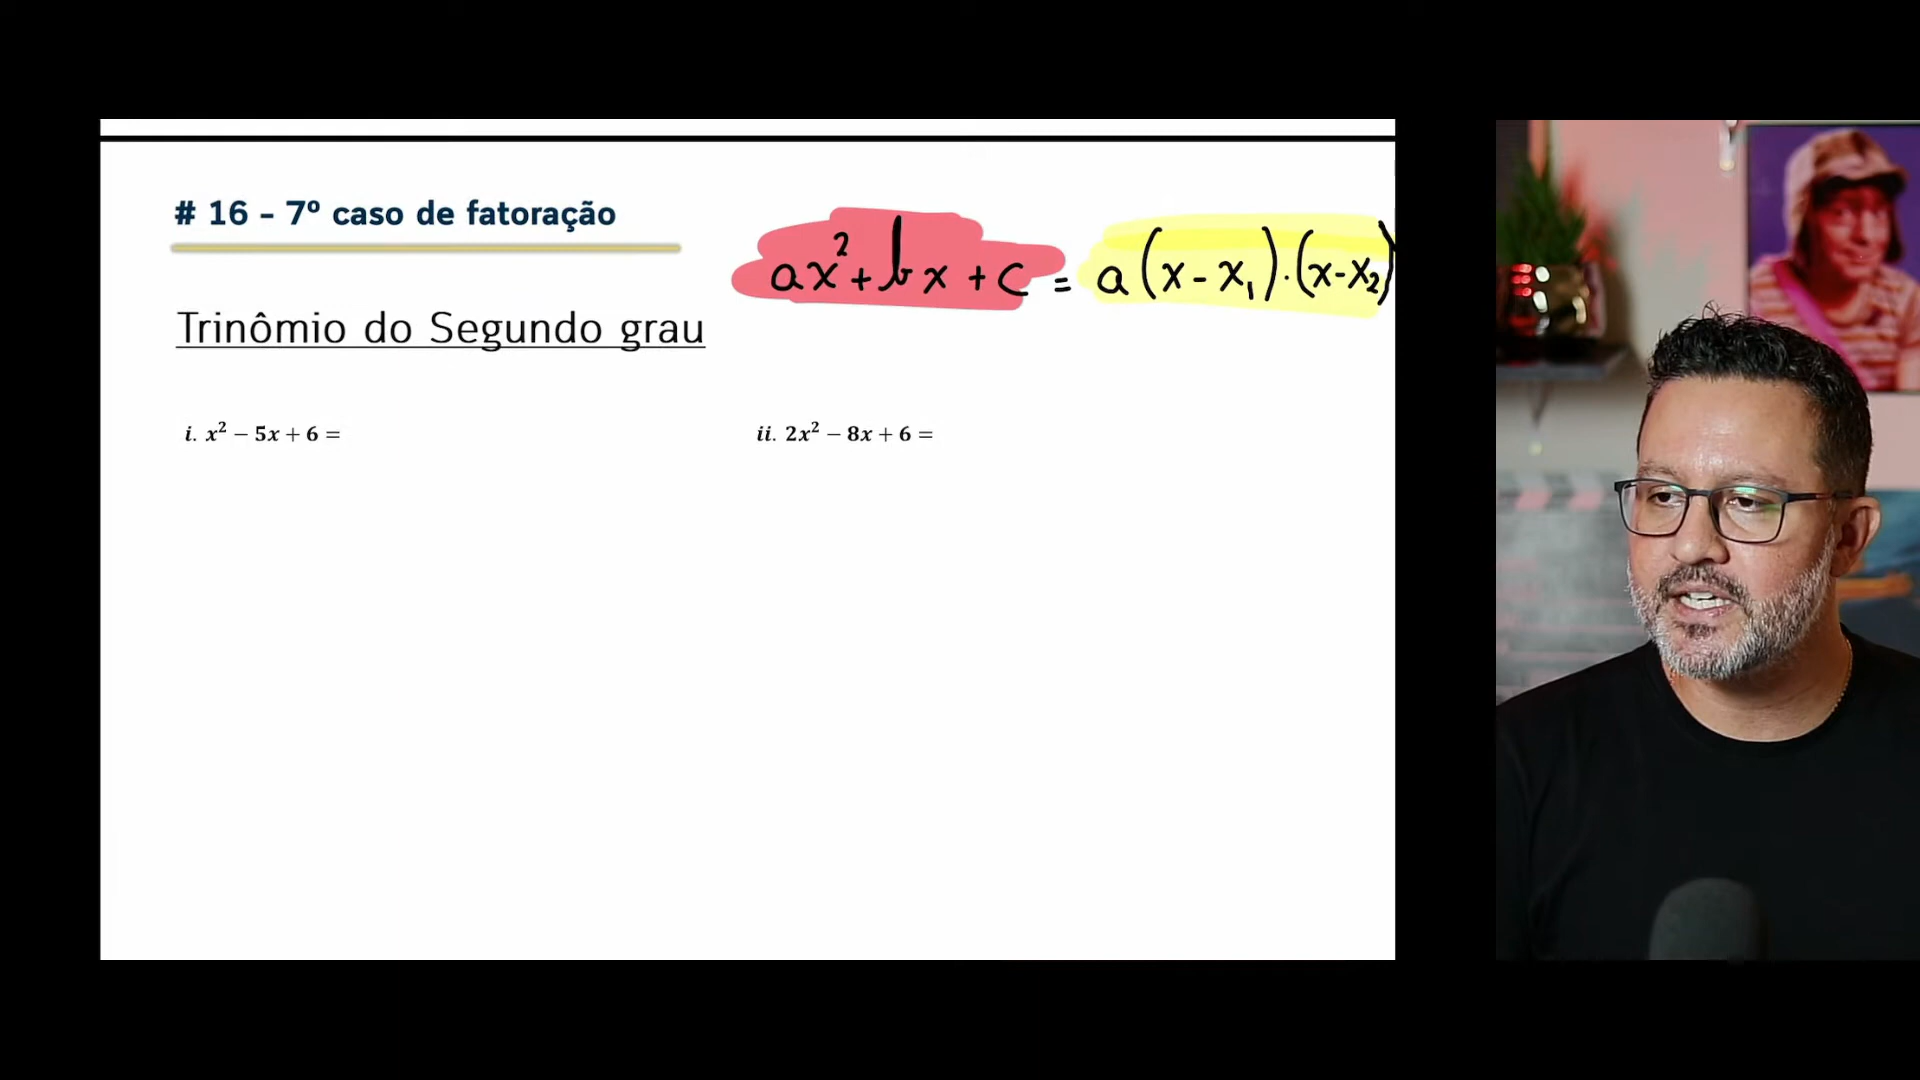 # 16 - 7º caso de fatoração
ax² + bx + c = a(x - x₁)·(x - x₂)
Trinômio do Segundo grau
i. x² − 5x + 6 =
ii. 2x² − 8x + 6 =